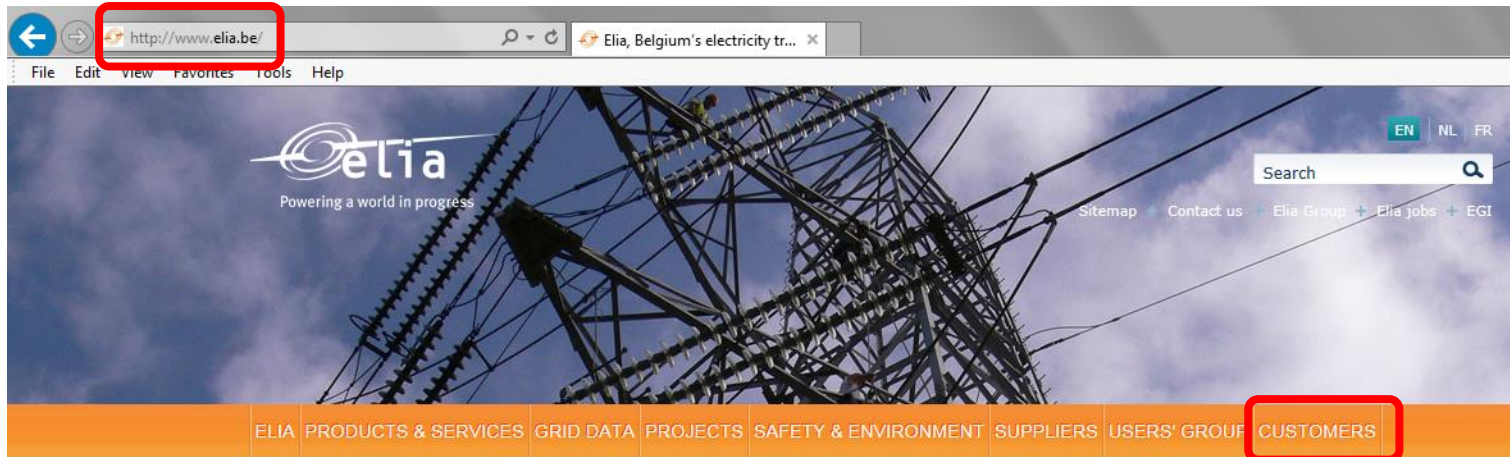 http://www.elia.be/
Elia, Belgium's electricity tr...
File Edit View Favorites Tools Help
EN NL FR
elia
Powering a world in progress
Search
Sitemap + Contact us + Elia Group + Elia jobs + EGI
ELIA PRODUCTS & SERVICES GRID DATA PROJECTS SAFETY & ENVIRONMENT SUPPLIERS USERS' GROUP CUSTOMERS